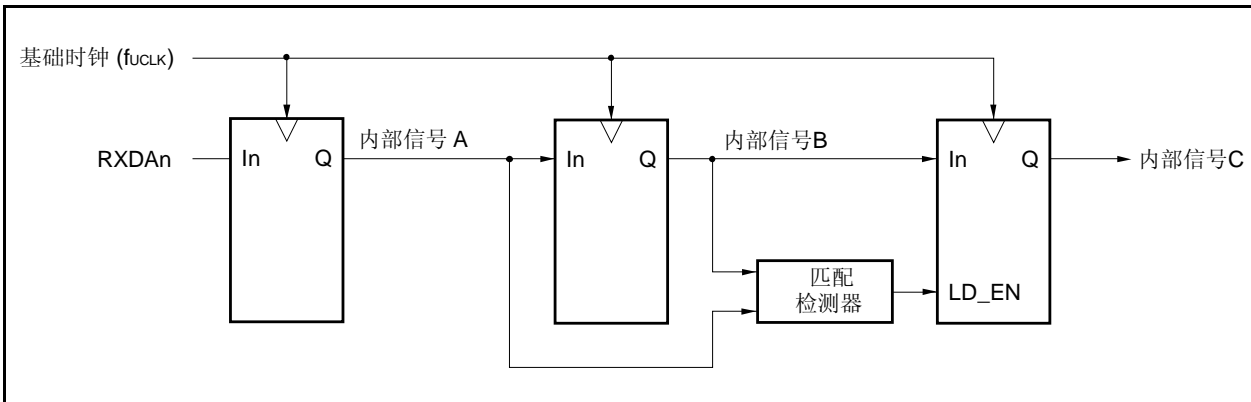 基础时钟 (fUCLK)
RXDAn
In
Q
内部信号 A
In
Q
内部信号B
In
Q
内部信号C
匹配
检测器
LD_EN